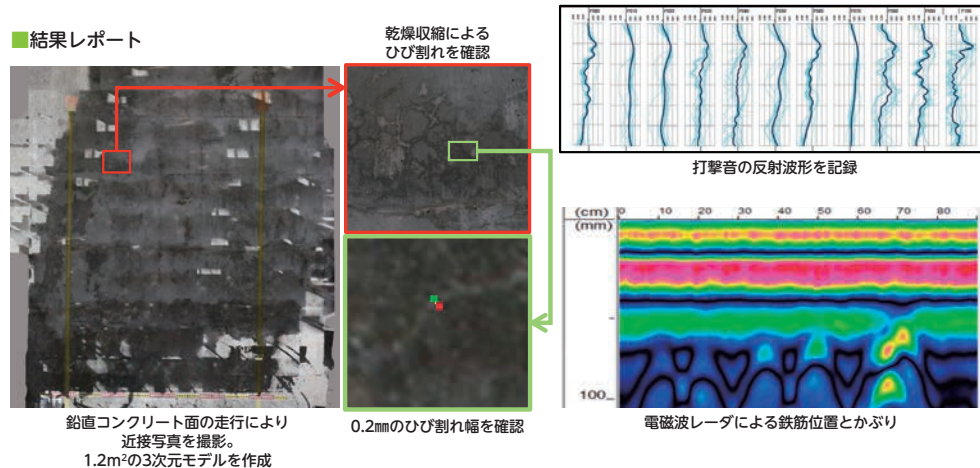 ■結果レポート
乾燥収縮による
ひび割れを確認
鉛直コンクリート面の走行により
近接写真を撮影。
1.2m²の3次元モデルを作成
0.2㎜のひび割れ幅を確認
打撃音の反射波形を記録
(cm) 0 10 20 30 40 50 60 70 80
(mm)
100
電磁波レーダによる鉄筋位置とかぶり